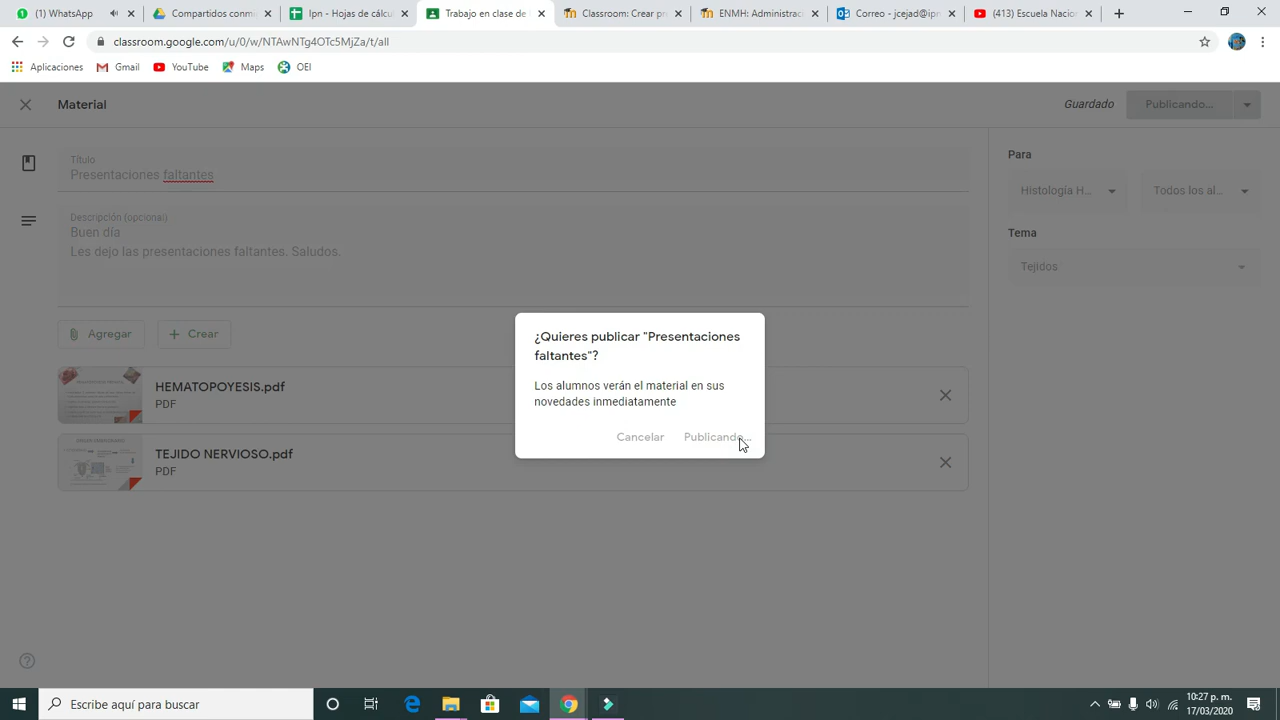 (1) WhatsApp
Compartidos conmi
Ipn - Hojas de cálcu
Trabajo en clase de
Classroom: Crear pr
ENMH: Administrac
Correo - jcejad@ipn
(413) Escuela Nacio
classroom.google.com/u/0/w/NTAwNTg4OTc5MjZa/t/all
Aplicaciones
Gmail
YouTube
Maps
OEI
Material
Guardado
Publicando...
Título
Presentaciones faltantes
Descripción (opcional)
Buen día
Les dejo las presentaciones faltantes. Saludos.
Agregar
Crear
HEMATOPOYESIS.pdf
PDF
TEJIDO NERVIOSO.pdf
PDF
Para
Histología H...
Todos los al...
Tema
Tejidos
¿Quieres publicar "Presentaciones
faltantes"?
Los alumnos verán el material en sus
novedades inmediatamente
Cancelar
Publicando...
Escribe aquí para buscar
10:27 p. m.
17/03/2020